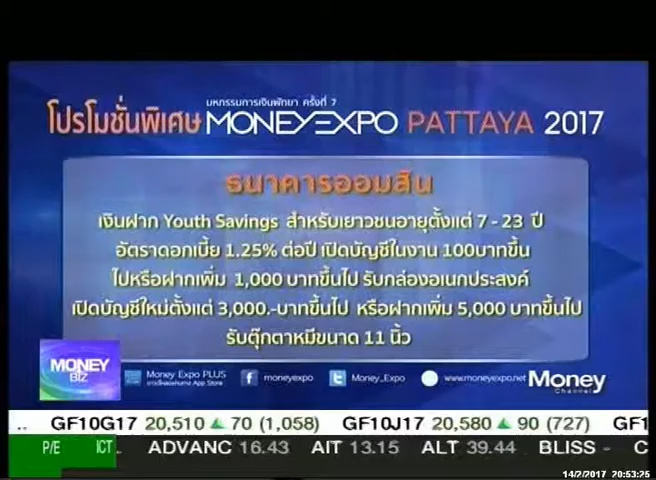 มหกรรมการเงินพัทยา ครั้งที่ 7
โปรโมชั่นพิเศษ MONEY EXPO PATTAYA 2017
ธนาคารออมสิน
เงินฝาก Youth Savings สำหรับเยาวชนอายุตั้งแต่ 7 - 23 ปี
อัตราดอกเบี้ย 1.25% ต่อปี เปิดบัญชีในงาน 100บาทขึ้น
ไปหรือฝากเพิ่ม 1,000 บาทขึ้นไป รับกล่องอเนกประสงค์
เปิดบัญชีใหม่ตั้งแต่ 3,000.-บาทขึ้นไป หรือฝากเพิ่ม 5,000 บาทขึ้นไป
รับตุ๊กตาหมีขนาด 11 นิ้ว
MONEY
BIZ
Money Expo PLUS
moneyexpo
Money_Expo
www.moneyexpo.net
Money
Channel
.. GF10G17 20,510 ▲ 70 (1,058) GF10J17 20,580 ▲ 90 (727) GF1
P/E ICT. ADVANC 16.43 AIT 13.15 ALT 39.44 BLISS - C
14/2/2017 20:53:25